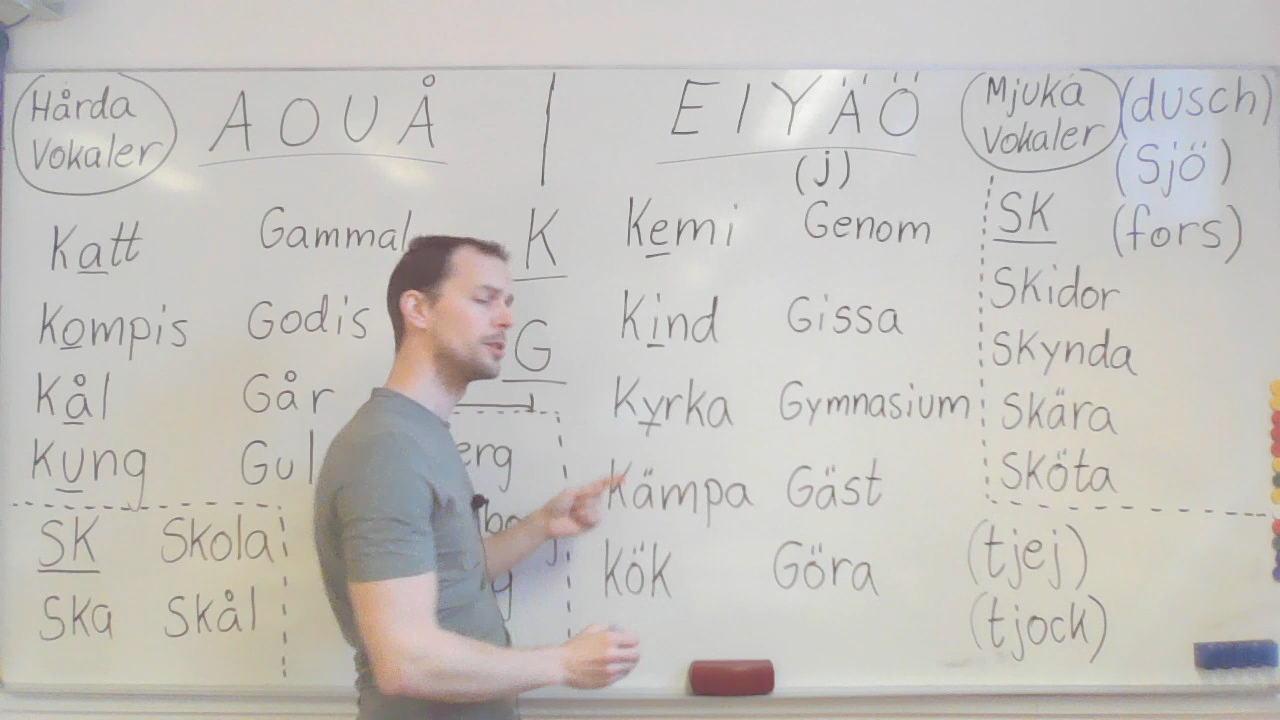 Hårda
Vokaler
A O U Å
E I Y Ä Ö
(j)
Mjuka
Vokaler
(dusch)
(Sjö)
(fors)
Katt
Kompis
Kål
Kung
Gammal
Godis
Går
K
G
SK Skola
Ska Skål
Kemi
Kind
Kyrka
Kämpa
Kök
Genom
Gissa
Gymnasium
Gäst
Göra
SK
Skidor
Skynda
Skära
Sköta
(tjej)
(tjock)